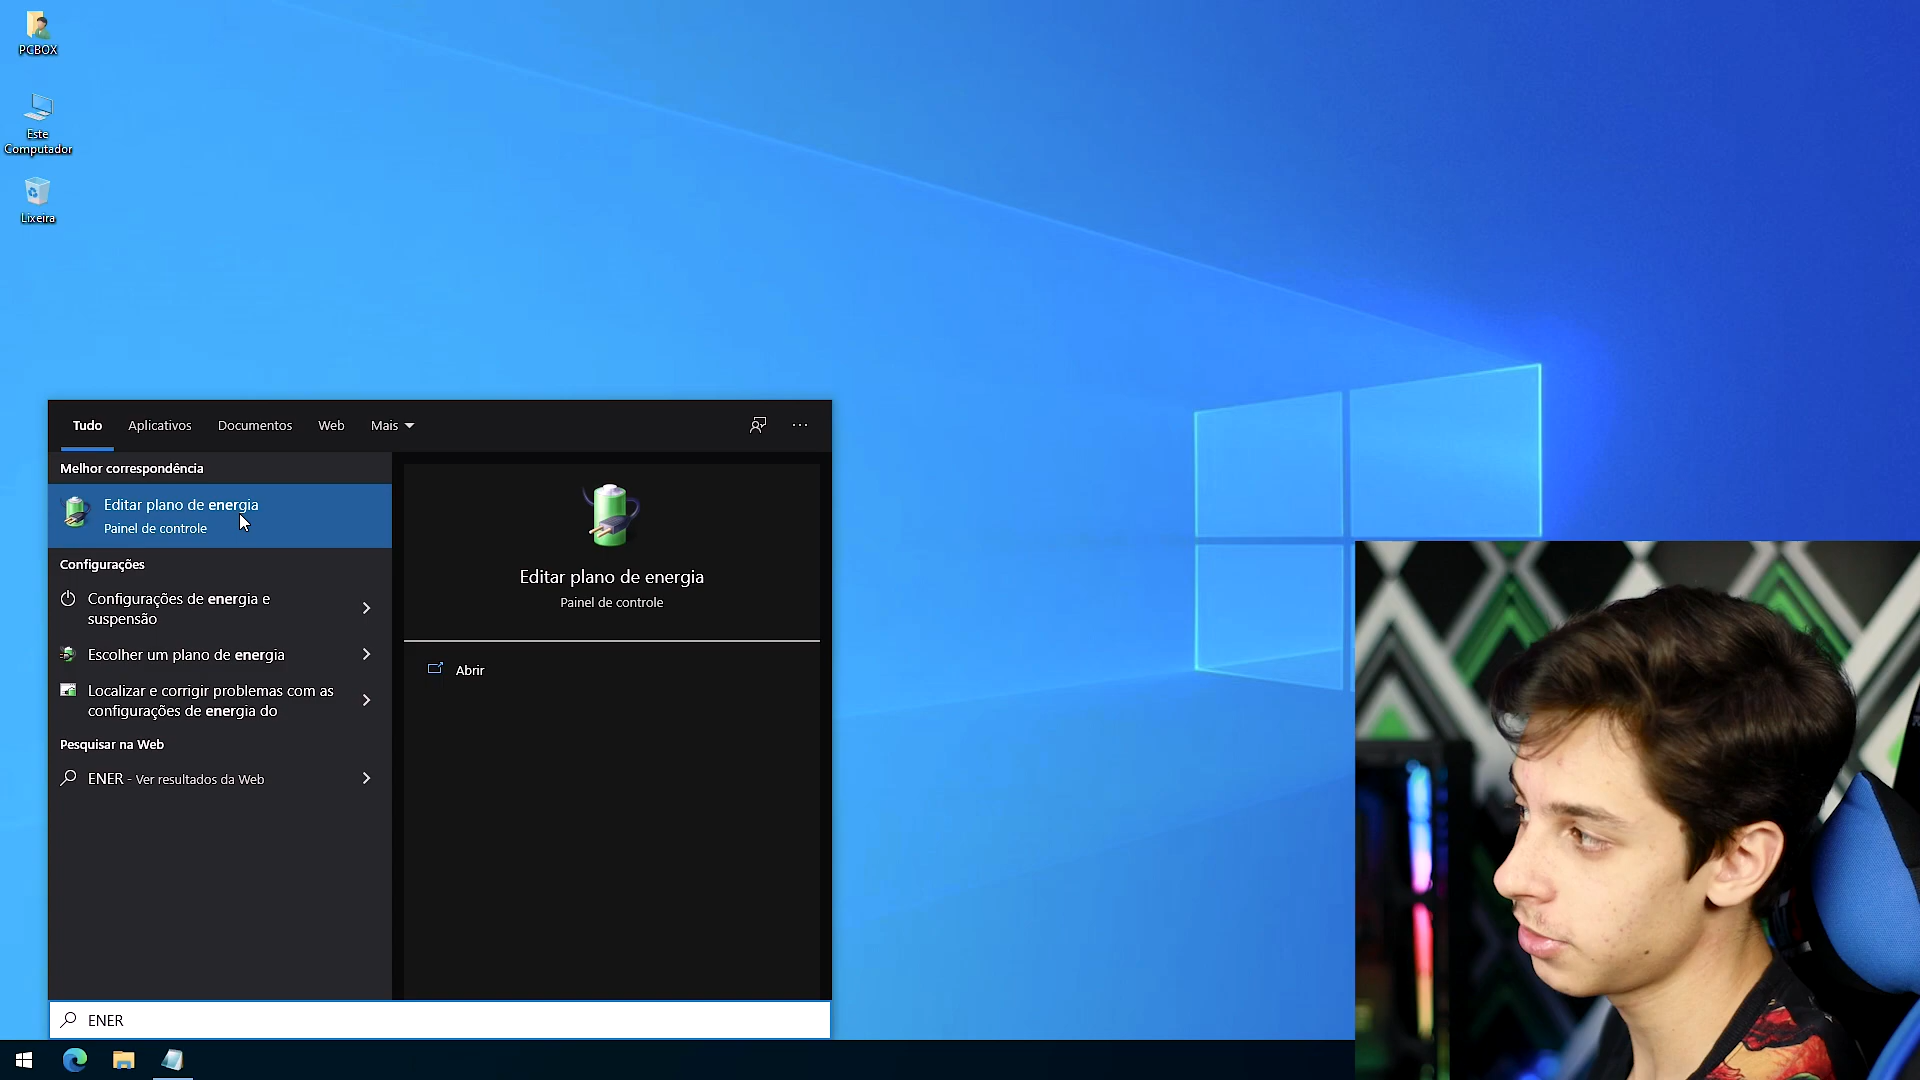 PCBOX
Este
Computador
Lixeira
Tudo Aplicativos Documentos Web Mais
Melhor correspondência
Editar plano de energia
Painel de controle
Configurações
Configurações de energia e
suspensão
Escolher um plano de energia
Localizar e corrigir problemas com as
configurações de energia do
Pesquisar na Web
ENER - Ver resultados da Web
Editar plano de energia
Painel de controle
Abrir
ENER